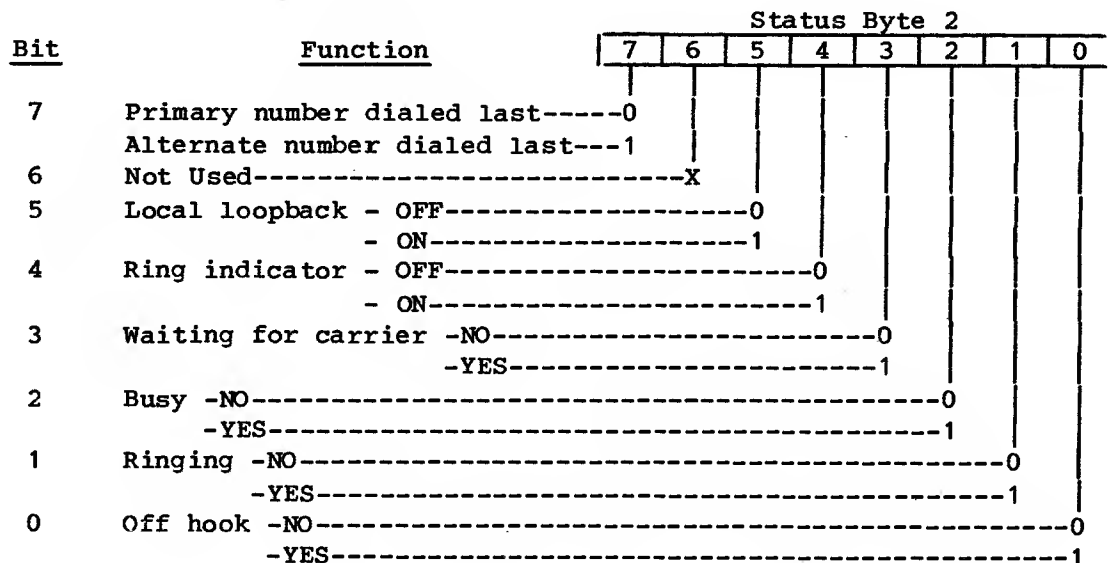 Status Byte 2
Bit Function 7 6 5 4 3 2 1 0
7 Primary number dialed last-----0
Alternate number dialed last---1
6 Not Used---------------------------X
5 Local loopback - OFF-------------------0
- ON--------------------1
4 Ring indicator - OFF-----------------------0
- ON------------------------1
3 Waiting for carrier -NO------------------------0
-YES-----------------------1
2 Busy -NO-------------------------------------------0
-YES------------------------------------------1
1 Ringing -NO--------------------------------------------0
-YES-------------------------------------------1
0 Off hook -NO-----------------------------------------------0
-YES----------------------------------------------1